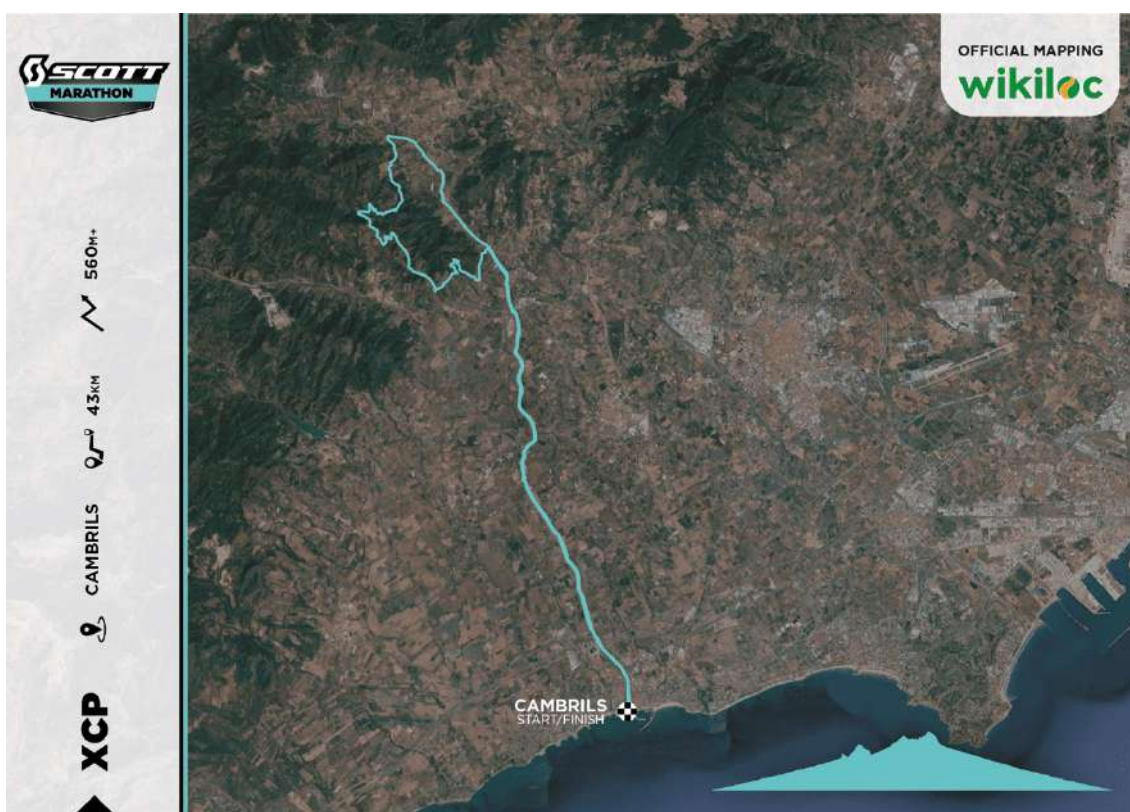 SCOTT
MARATHON
560M+
43KM
CAMBRILS
XCP
OFFICIAL MAPPING
wikiloc
CAMBRILS
START/FINISH